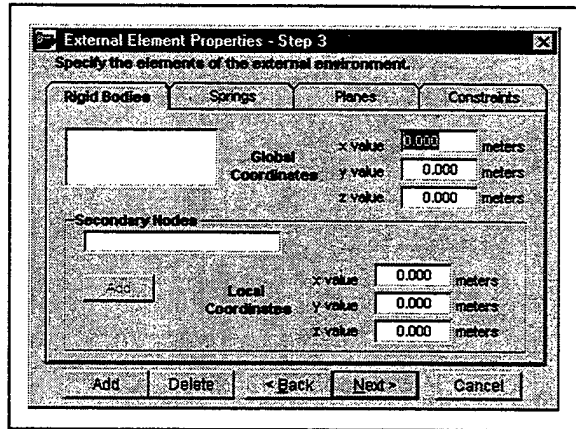 External Element Properties - Step 3
Specify the elements of the external environment.
Rigid Bodies Springs Planes Constraints
Global Coordinates
x value 0.000 meters
y value 0.000 meters
z value 0.000 meters
Secondary Nodes
Add
Local Coordinates
x value 0.000 meters
y value 0.000 meters
z value 0.000 meters
Add Delete < Back Next > Cancel